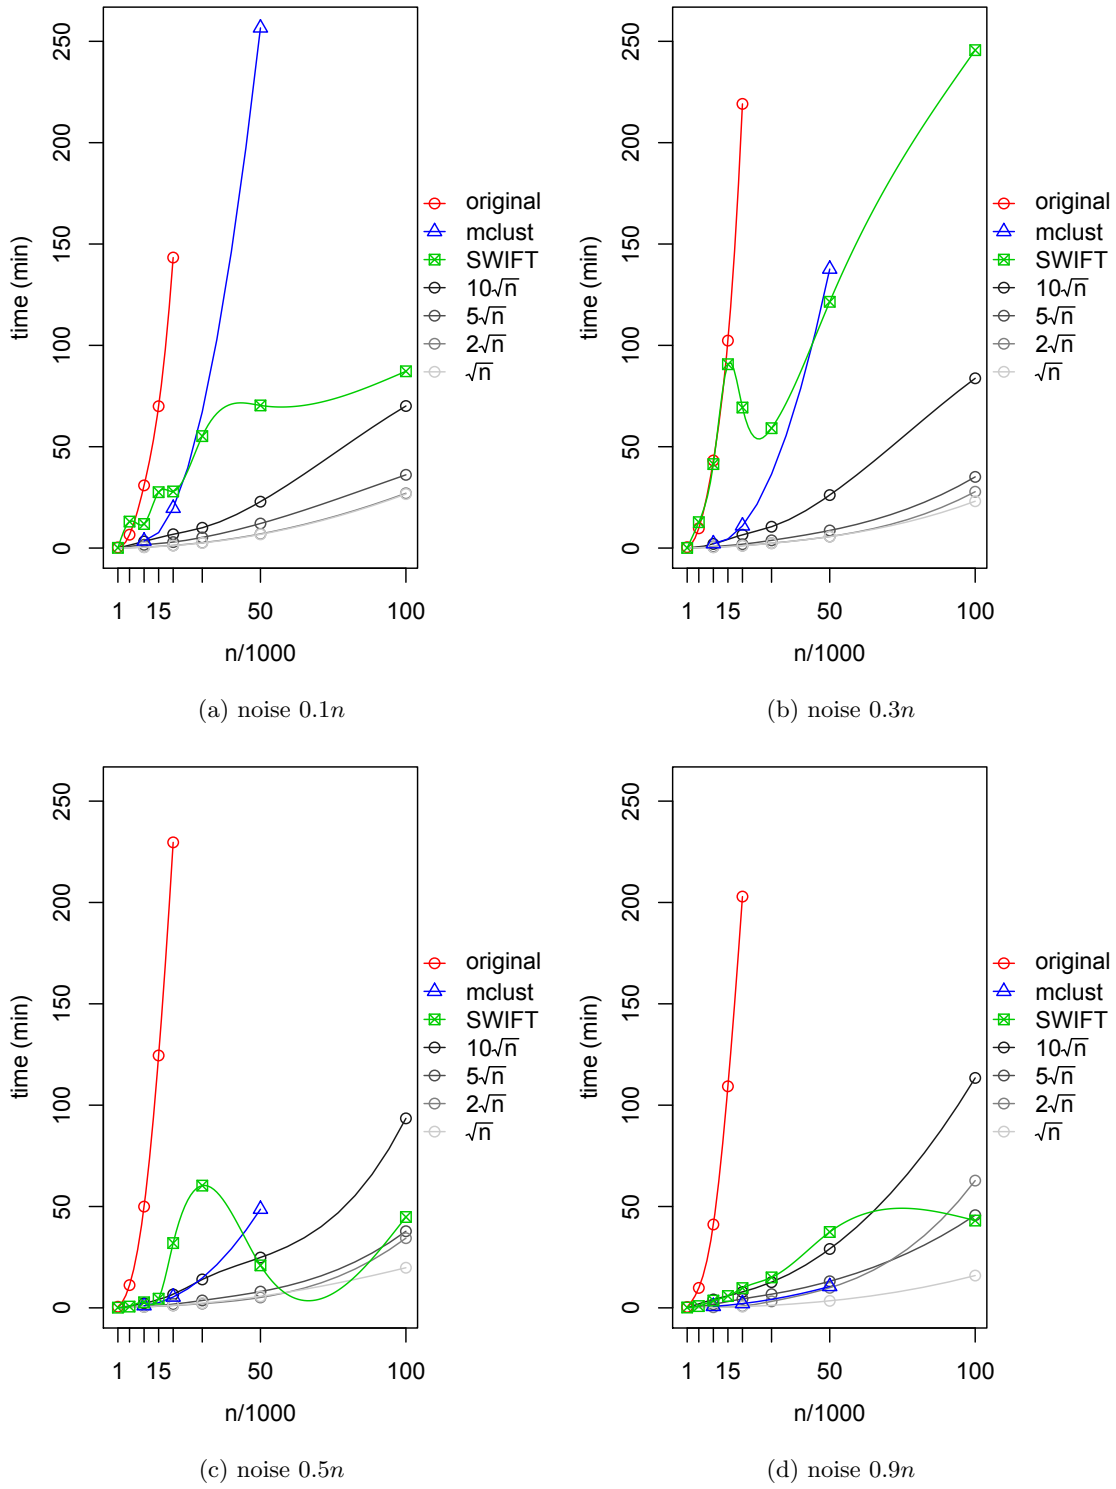 0 50 100 150 200 250
time (min)
1 15 50 100
n/1000
original
mclust
SWIFT
10√n
5√n
2√n
√n
(a) noise 0.1n
0 50 100 150 200 250
time (min)
1 15 50 100
n/1000
original
mclust
SWIFT
10√n
5√n
2√n
√n
(b) noise 0.3n
0 50 100 150 200 250
time (min)
1 15 50 100
n/1000
original
mclust
SWIFT
10√n
5√n
2√n
√n
(c) noise 0.5n
0 50 100 150 200 250
time (min)
1 15 50 100
n/1000
original
mclust
SWIFT
10√n
5√n
2√n
√n
(d) noise 0.9n